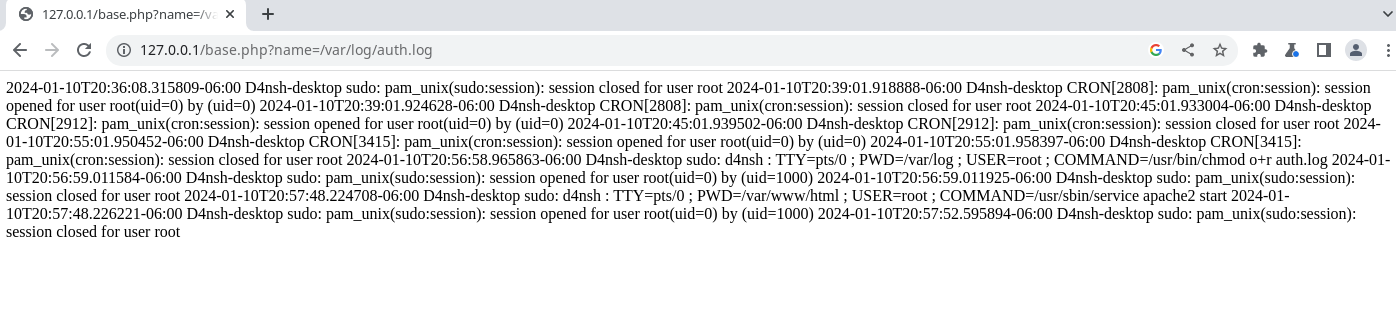 127.0.0.1/base.php?name=/va
127.0.0.1/base.php?name=/var/log/auth.log
2024-01-10T20:36:08.315809-06:00 D4nsh-desktop sudo: pam_unix(sudo:session): session closed for user root 2024-01-10T20:39:01.918888-06:00 D4nsh-desktop CRON[2808]: pam_unix(cron:session): session
opened for user root(uid=0) by (uid=0) 2024-01-10T20:39:01.924628-06:00 D4nsh-desktop CRON[2808]: pam_unix(cron:session): session closed for user root 2024-01-10T20:45:01.933004-06:00 D4nsh-desktop
CRON[2912]: pam_unix(cron:session): session opened for user root(uid=0) by (uid=0) 2024-01-10T20:45:01.939502-06:00 D4nsh-desktop CRON[2912]: pam_unix(cron:session): session closed for user root 2024-
01-10T20:55:01.950452-06:00 D4nsh-desktop CRON[3415]: pam_unix(cron:session): session opened for user root(uid=0) by (uid=0) 2024-01-10T20:55:01.958397-06:00 D4nsh-desktop CRON[3415]:
pam_unix(cron:session): session closed for user root 2024-01-10T20:56:58.965863-06:00 D4nsh-desktop sudo: d4nsh : TTY=pts/0 ; PWD=/var/log ; USER=root ; COMMAND=/usr/bin/chmod o+r auth.log 2024-01-
10T20:56:59.011584-06:00 D4nsh-desktop sudo: pam_unix(sudo:session): session opened for user root(uid=0) by (uid=1000) 2024-01-10T20:56:59.011925-06:00 D4nsh-desktop sudo: pam_unix(sudo:session):
session closed for user root 2024-01-10T20:57:48.224708-06:00 D4nsh-desktop sudo: d4nsh : TTY=pts/0 ; PWD=/var/www/html ; USER=root ; COMMAND=/usr/sbin/service apache2 start 2024-01-
10T20:57:48.226221-06:00 D4nsh-desktop sudo: pam_unix(sudo:session): session opened for user root(uid=0) by (uid=1000) 2024-01-10T20:57:52.595894-06:00 D4nsh-desktop sudo: pam_unix(sudo:session):
session closed for user root